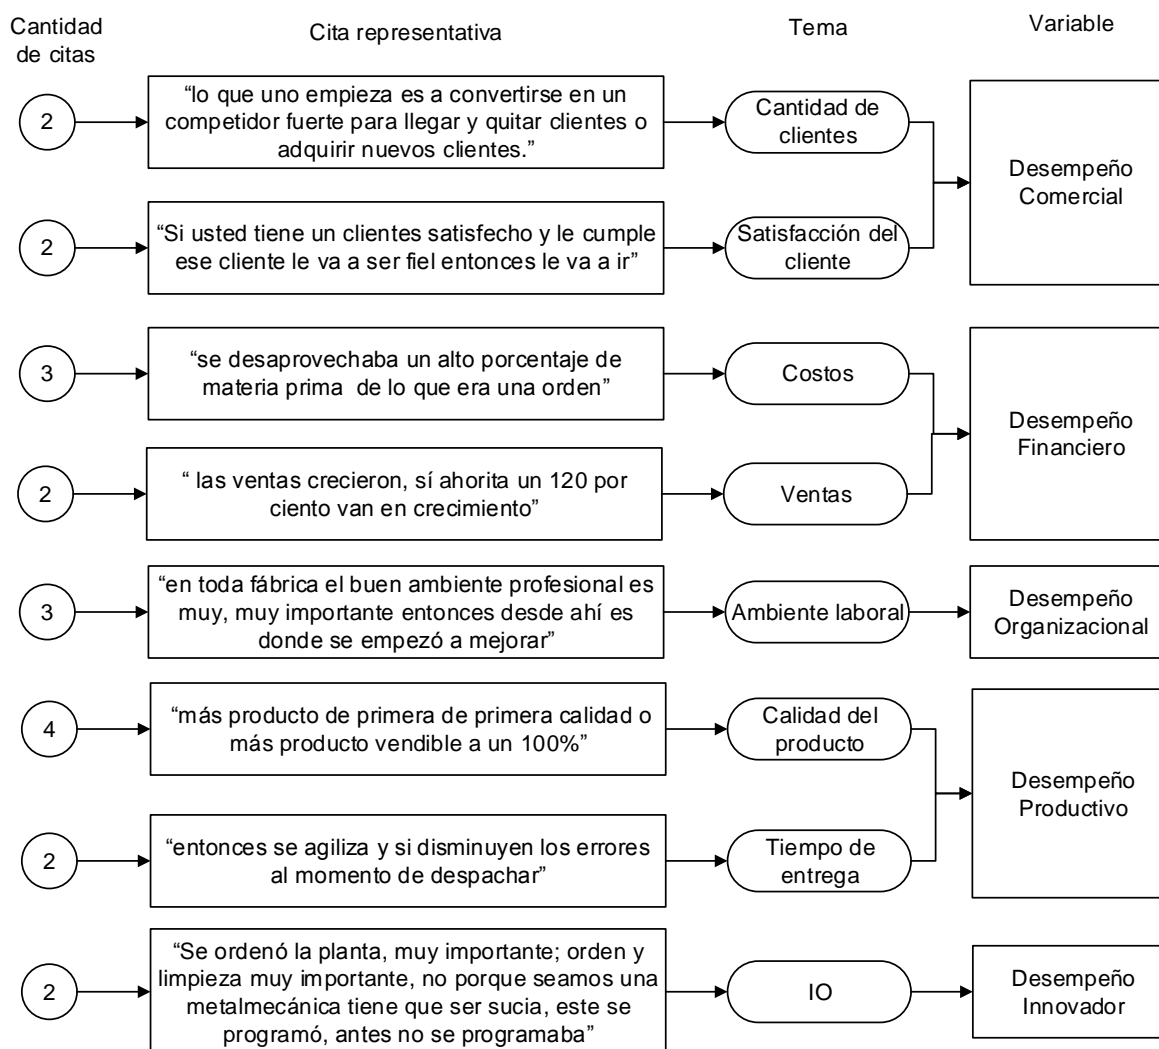 Cantidad
de citas
Cita representativa
Tema
Variable
2
“lo que uno empieza es a convertirse en un
competidor fuerte para llegar y quitar clientes o
adquirir nuevos clientes.”
Cantidad de
clientes
Desempeño
Comercial
2
“Si usted tiene un clientes satisfecho y le cumple
ese cliente le va a ser fiel entonces le va a ir”
Satisfacción del
cliente
3
“se desaprovechaba un alto porcentaje de
materia prima  de lo que era una orden”
Costos
Desempeño
Financiero
2
“ las ventas crecieron, sí ahorita un 120 por
ciento van en crecimiento”
Ventas
3
“en toda fábrica el buen ambiente profesional es
muy, muy importante entonces desde ahí es
donde se empezó a mejorar”
Ambiente laboral
Desempeño
Organizacional
4
“más producto de primera de primera calidad o
más producto vendible a un 100%”
Calidad del
producto
Desempeño
Productivo
2
“entonces se agiliza y si disminuyen los errores
al momento de despachar”
Tiempo de
entrega
2
“Se ordenó la planta, muy importante; orden y
limpieza muy importante, no porque seamos una
metalmecánica tiene que ser sucia, este se
programó, antes no se programaba”
IO
Desempeño
Innovador